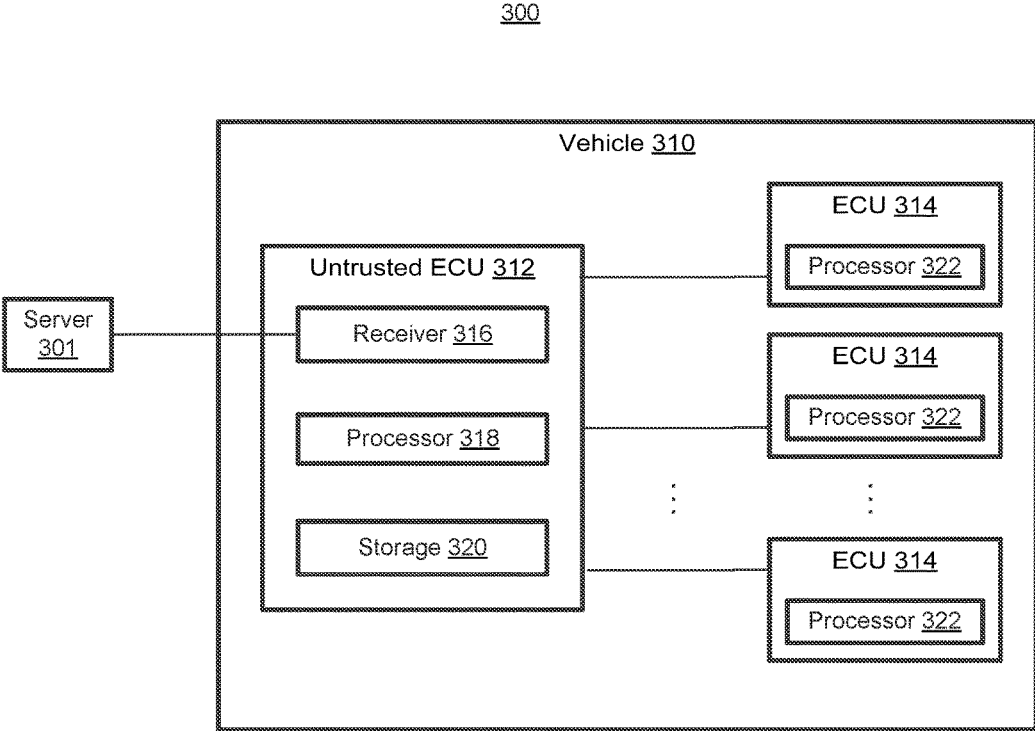 300
Vehicle 310
ECU 314
Processor 322
Untrusted ECU 312
Server
301
Receiver 316
ECU 314
Processor 322
Processor 318
Storage 320
ECU 314
Processor 322